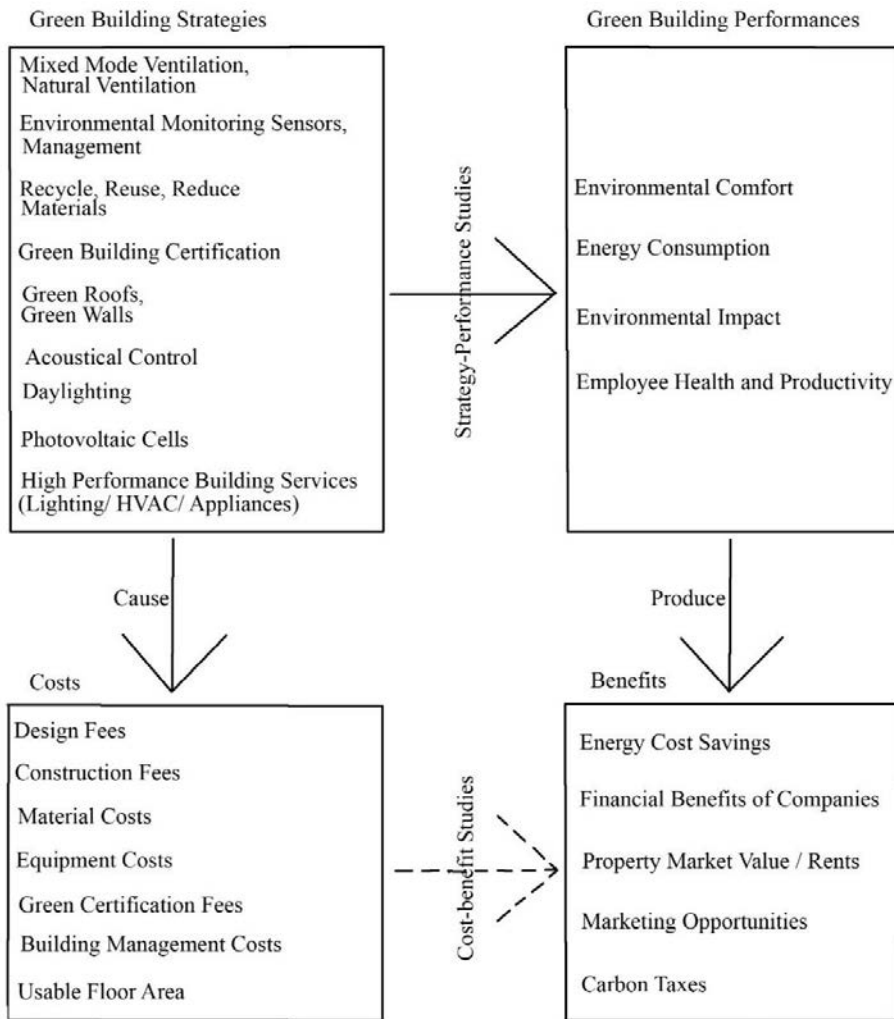 Green Building Strategies
Mixed Mode Ventilation,
Natural Ventilation
Environmental Monitoring Sensors,
Management
Recycle, Reuse, Reduce
Materials
Green Building Certification
Green Roofs,
Green Walls
Acoustical Control
Daylighting
Photovoltaic Cells
High Performance Building Services
(Lighting/ HVAC/ Appliances)
Strategy-Performance Studies
Green Building Performances
Environmental Comfort
Energy Consumption
Environmental Impact
Employee Health and Productivity
Cause
Produce
Costs
Design Fees
Construction Fees
Material Costs
Equipment Costs
Green Certification Fees
Building Management Costs
Usable Floor Area
Cost-benefit Studies
Benefits
Energy Cost Savings
Financial Benefits of Companies
Property Market Value / Rents
Marketing Opportunities
Carbon Taxes